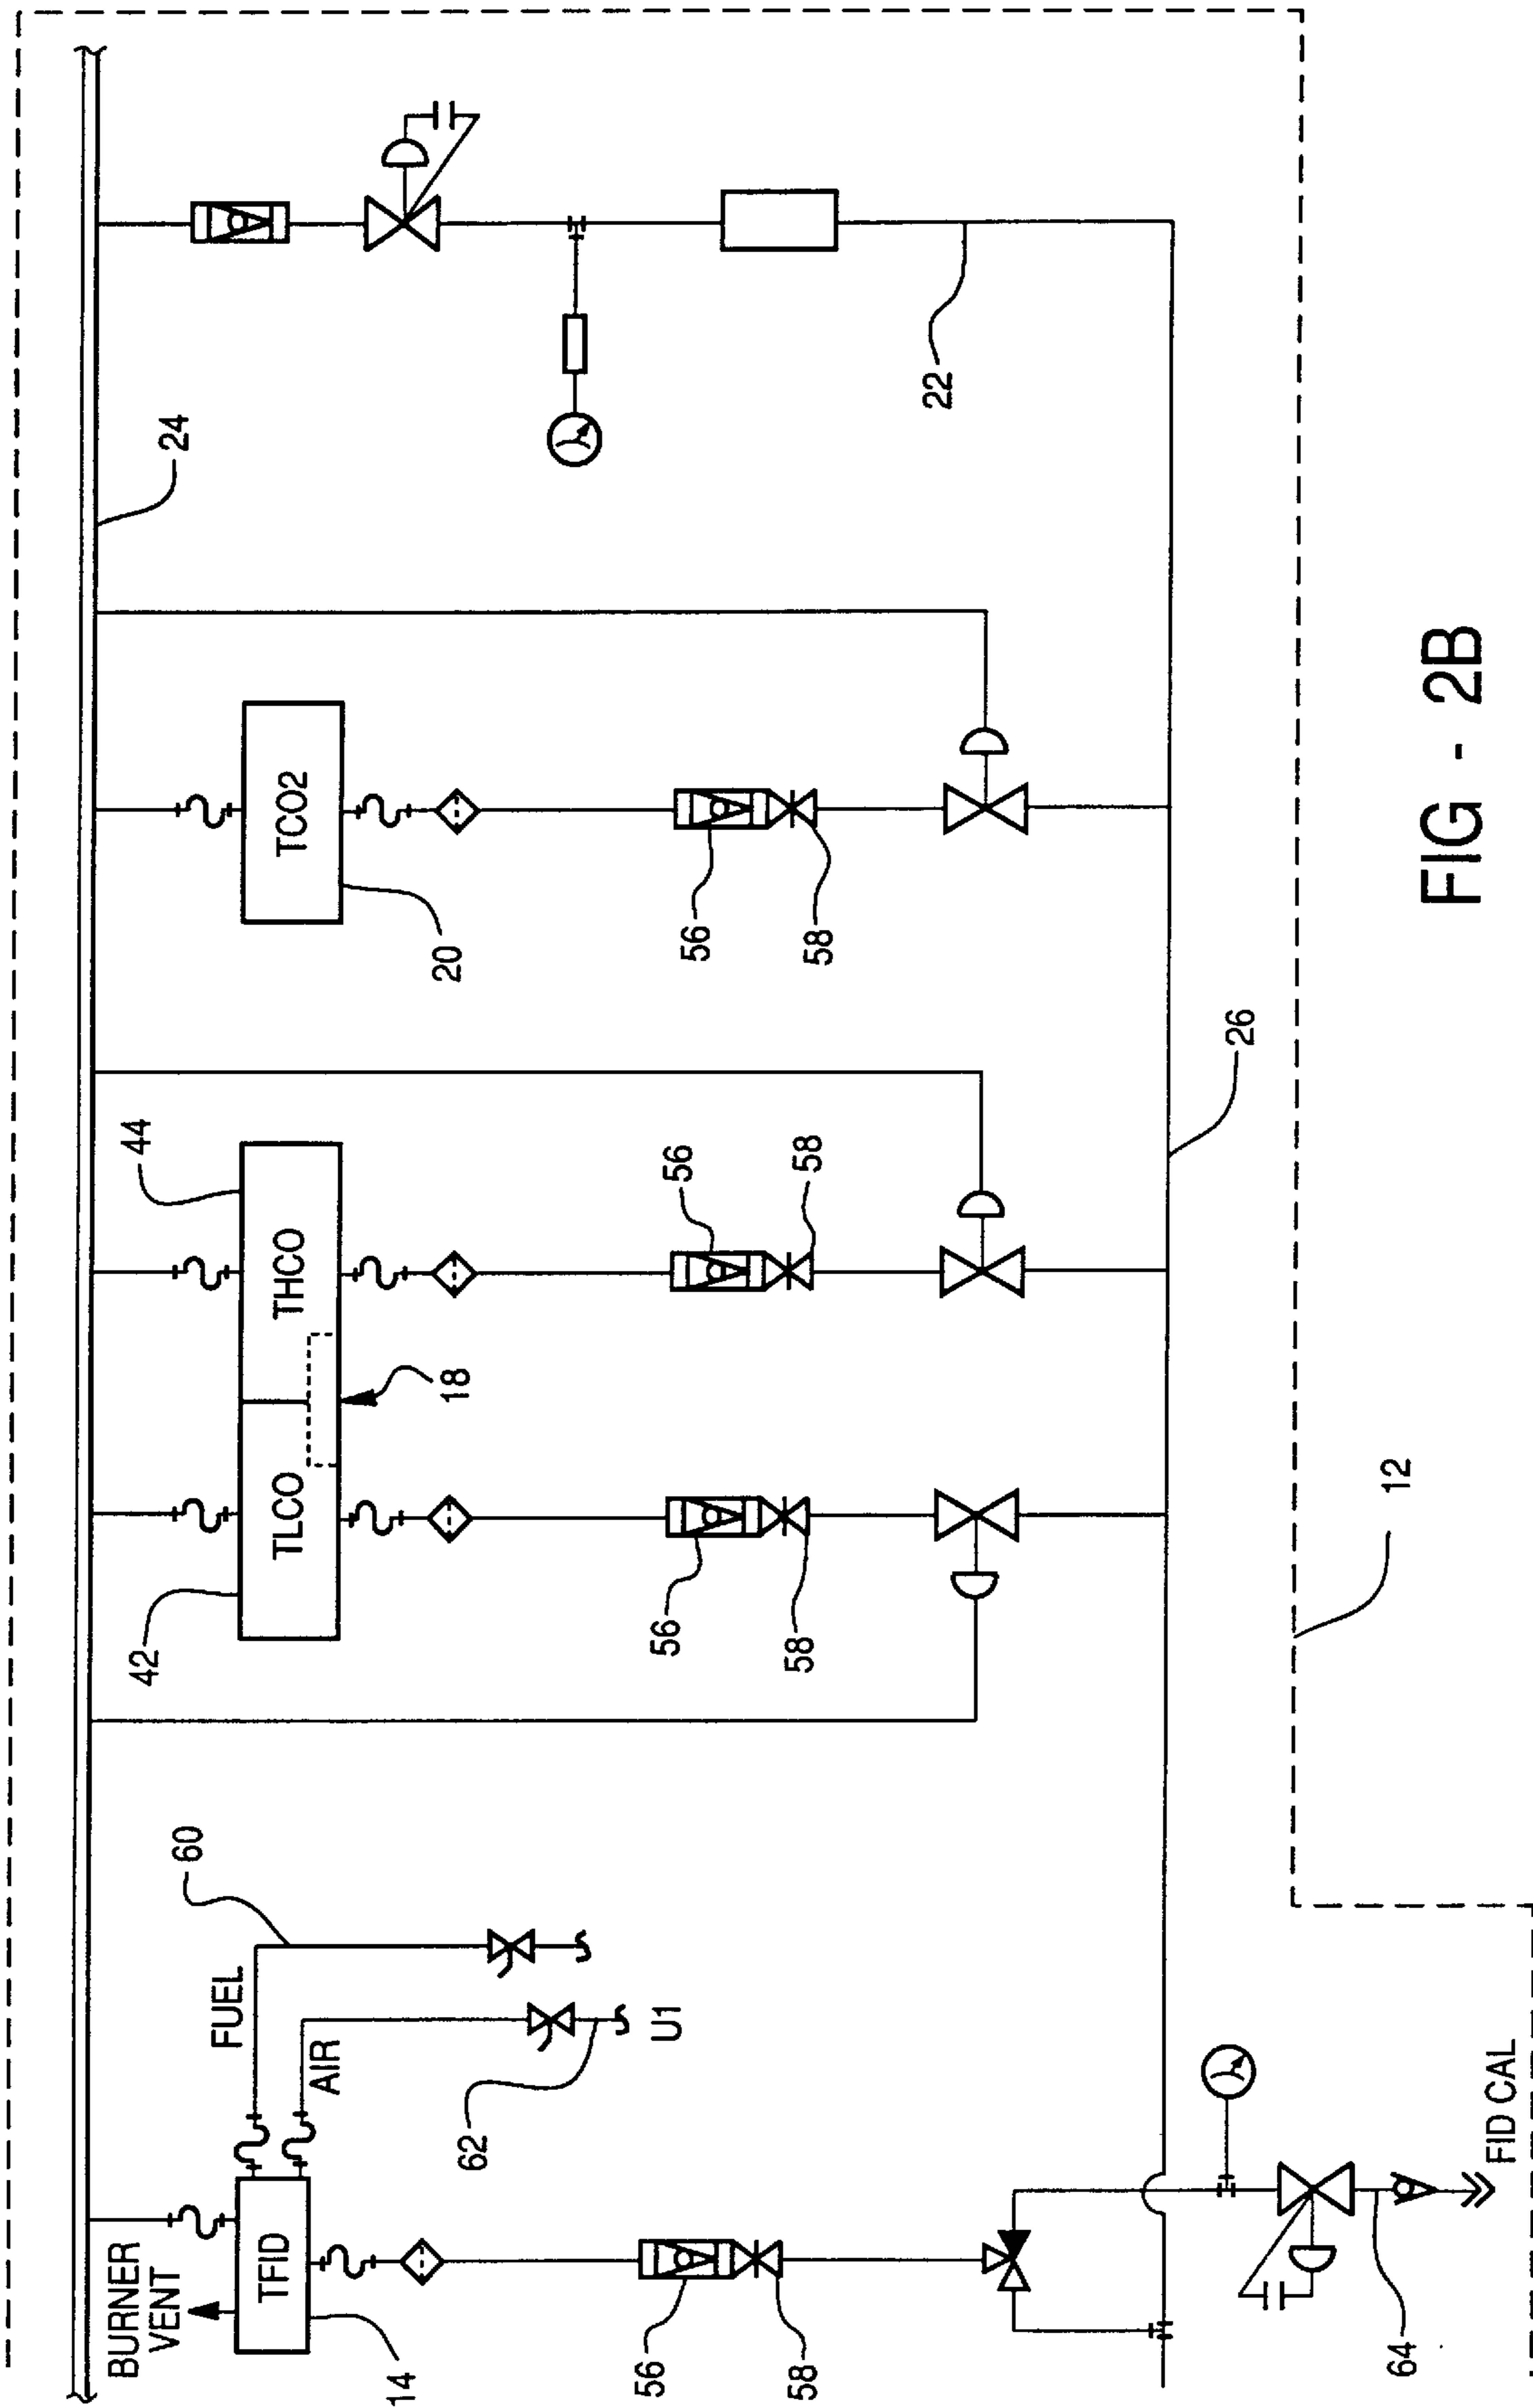 24
44
42
60
FUEL
AIR
BURNER
VENT
TFID
14
TLCO
THCO
18
TCO2
20
22
62
U1
56
58
56
58
56
58
56
58
26
12
64
FID CAL
FIG - 2B